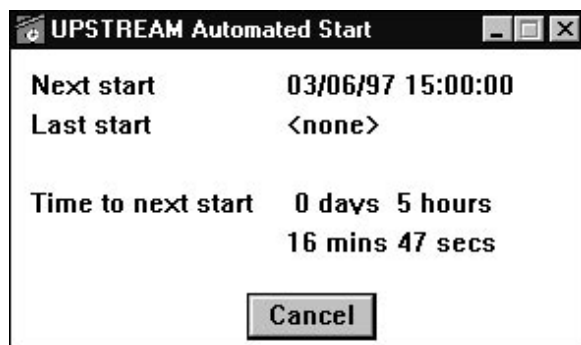 UPSTREAM Automated Start
Next start 03/06/97 15:00:00
Last start <none>
Time to next start 0 days 5 hours
16 mins 47 secs
Cancel